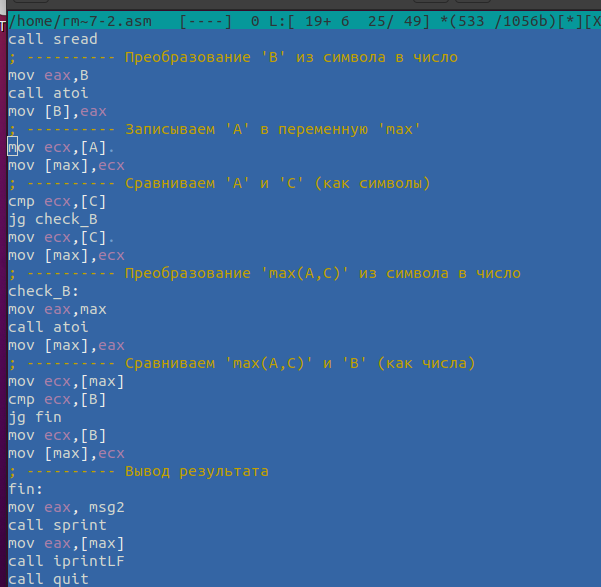 /home/rm~7-2.asm   [----]  0 L:[ 19+ 6  25/ 49] *(533 /1056b)[*][X
call sread
; ---------- Преобразование 'B' из символа в число
mov eax,B
call atoi
mov [B],eax
; ---------- Записываем 'A' в переменную 'max'
mov ecx,[A].
mov [max],ecx
; ---------- Сравниваем 'A' и 'С' (как символы)
cmp ecx,[C]
jg check_B
mov ecx,[C].
mov [max],ecx
; ---------- Преобразование 'max(A,C)' из символа в число
check_B:
mov eax,max
call atoi
mov [max],eax
; ---------- Сравниваем 'max(A,C)' и 'B' (как числа)
mov ecx,[max]
cmp ecx,[B]
jg fin
mov ecx,[B]
mov [max],ecx
; ---------- Вывод результата
fin:
mov eax, msg2
call sprint
mov eax,[max]
call iprintLF
call quit